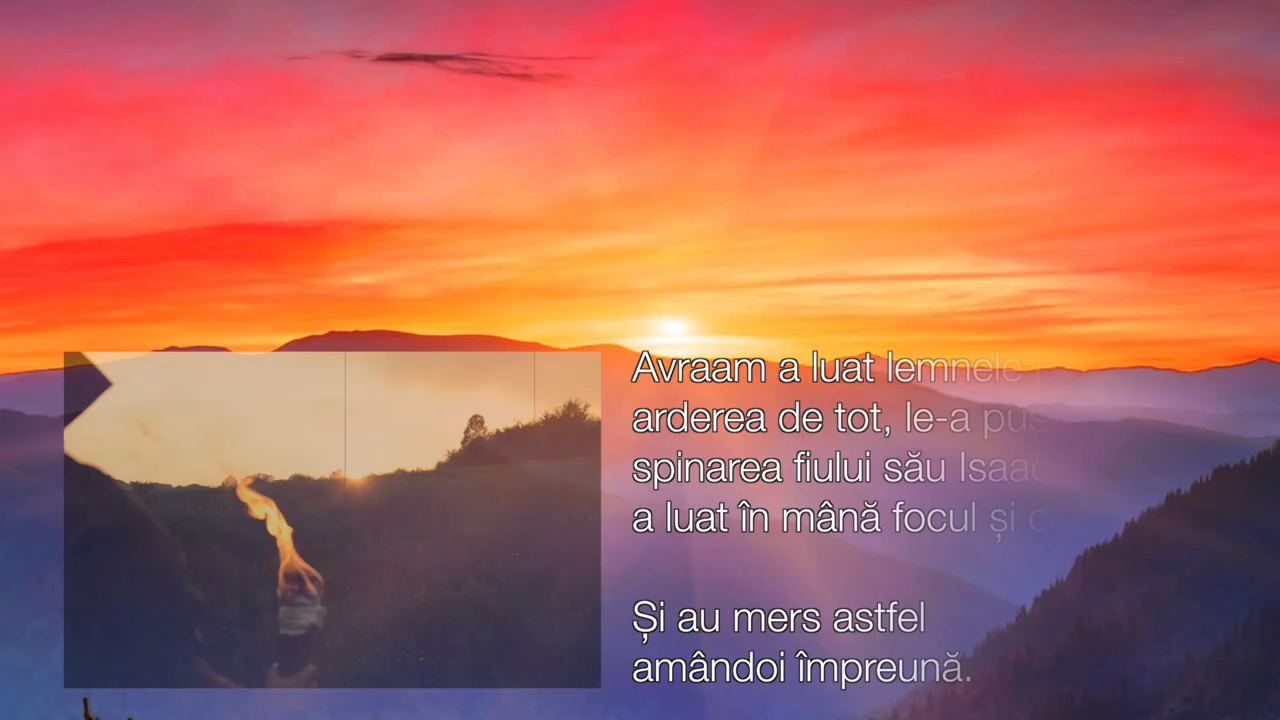 Avraam a luat lemnele
arderea de tot, le-a pus
spinarea fiului său Isaac
a luat în mână focul și
Și au mers astfel
amândoi împreună.